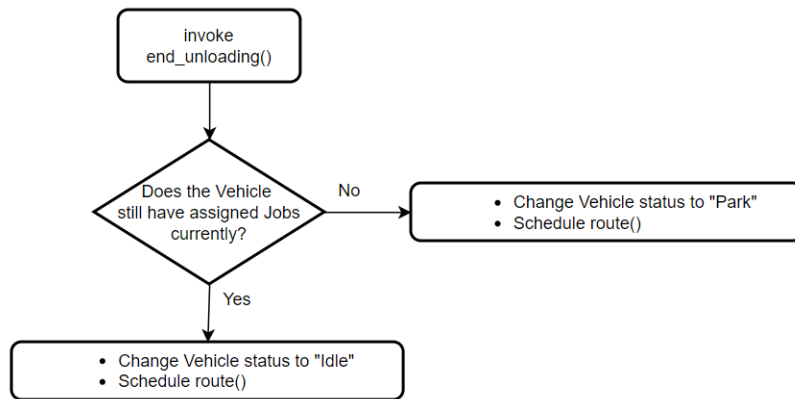 invoke
end_unloading()
Does the Vehicle
still have assigned Jobs
currently?
No
• Change Vehicle status to "Park"
• Schedule route()
Yes
• Change Vehicle status to "Idle"
• Schedule route()